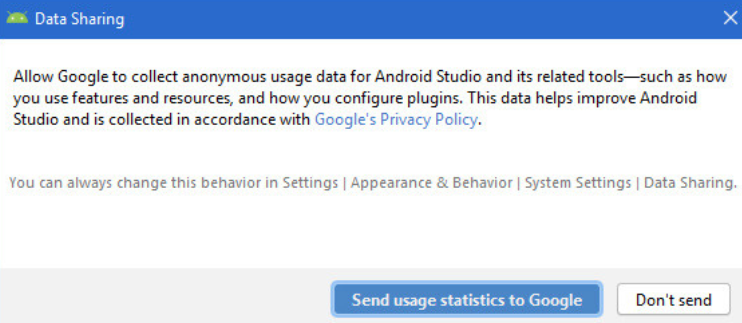 Data Sharing
Allow Google to collect anonymous usage data for Android Studio and its related tools—such as how
you use features and resources, and how you configure plugins. This data helps improve Android
Studio and is collected in accordance with Google's Privacy Policy.
You can always change this behavior in Settings | Appearance & Behavior | System Settings | Data Sharing.
Send usage statistics to Google
Don't send